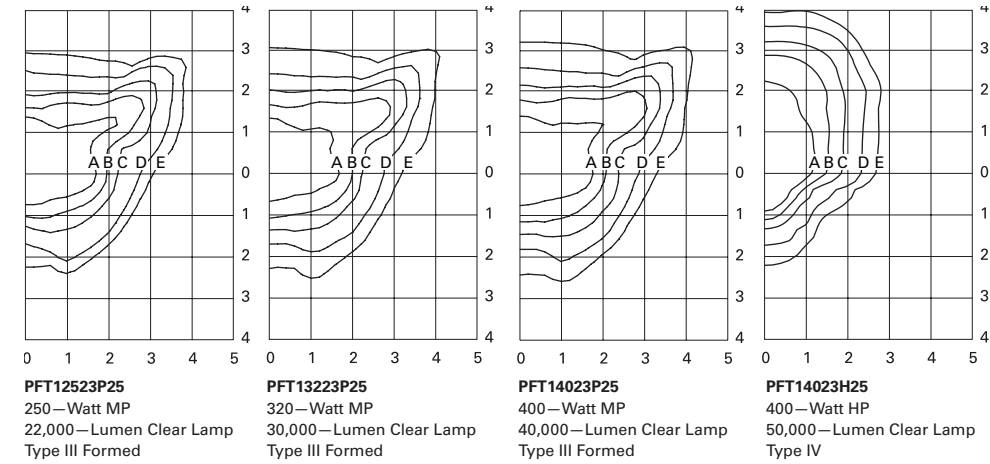 4
3
2
1
0
1
2
3
4
A B C D E
0 1 2 3 4 5
PFT12523P25
250—Watt MP
22,000—Lumen Clear Lamp
Type III Formed
4
3
2
1
0
1
2
3
4
A B C D E
0 1 2 3 4 5
PFT13223P25
320—Watt MP
30,000—Lumen Clear Lamp
Type III Formed
4
3
2
1
0
1
2
3
4
A B C D E
0 1 2 3 4 5
PFT14023P25
400—Watt MP
40,000—Lumen Clear Lamp
Type III Formed
4
3
2
1
0
1
2
3
4
A B C D E
0 1 2 3 4 5
PFT14023H25
400—Watt HP
50,000—Lumen Clear Lamp
Type IV